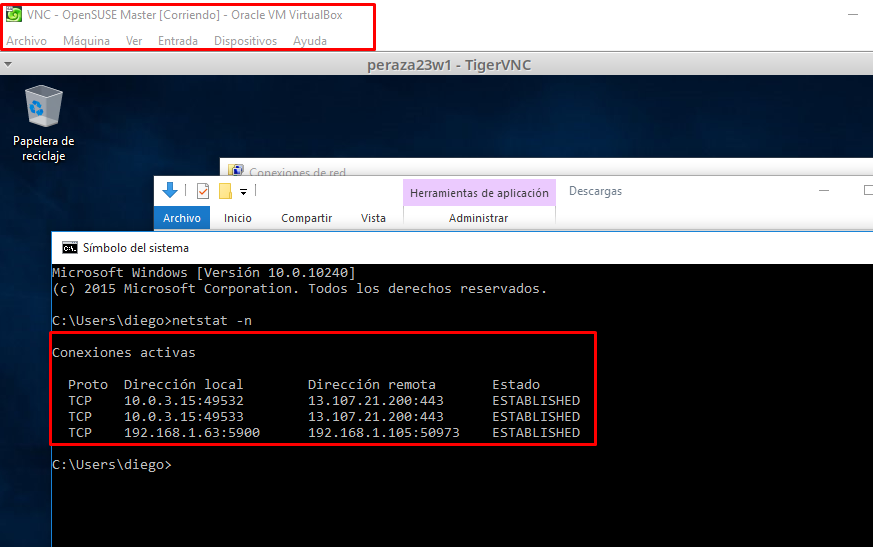 VNC - OpenSUSE Master [Corriendo] - Oracle VM VirtualBox
Archivo Máquina Ver Entrada Dispositivos Ayuda
peraza23w1 - TigerVNC
Papelera de
reciclaje
Conexiones de red
Herramientas de aplicación Descargas
Archivo Inicio Compartir Vista Administrar
Símbolo del sistema
Microsoft Windows [Versión 10.0.10240]
(c) 2015 Microsoft Corporation. Todos los derechos reservados.
C:\Users\diego>netstat -n
Conexiones activas
Proto Dirección local Dirección remota Estado
TCP 10.0.3.15:49532 13.107.21.200:443 ESTABLISHED
TCP 10.0.3.15:49533 13.107.21.200:443 ESTABLISHED
TCP 192.168.1.63:5900 192.168.1.105:50973 ESTABLISHED
C:\Users\diego>